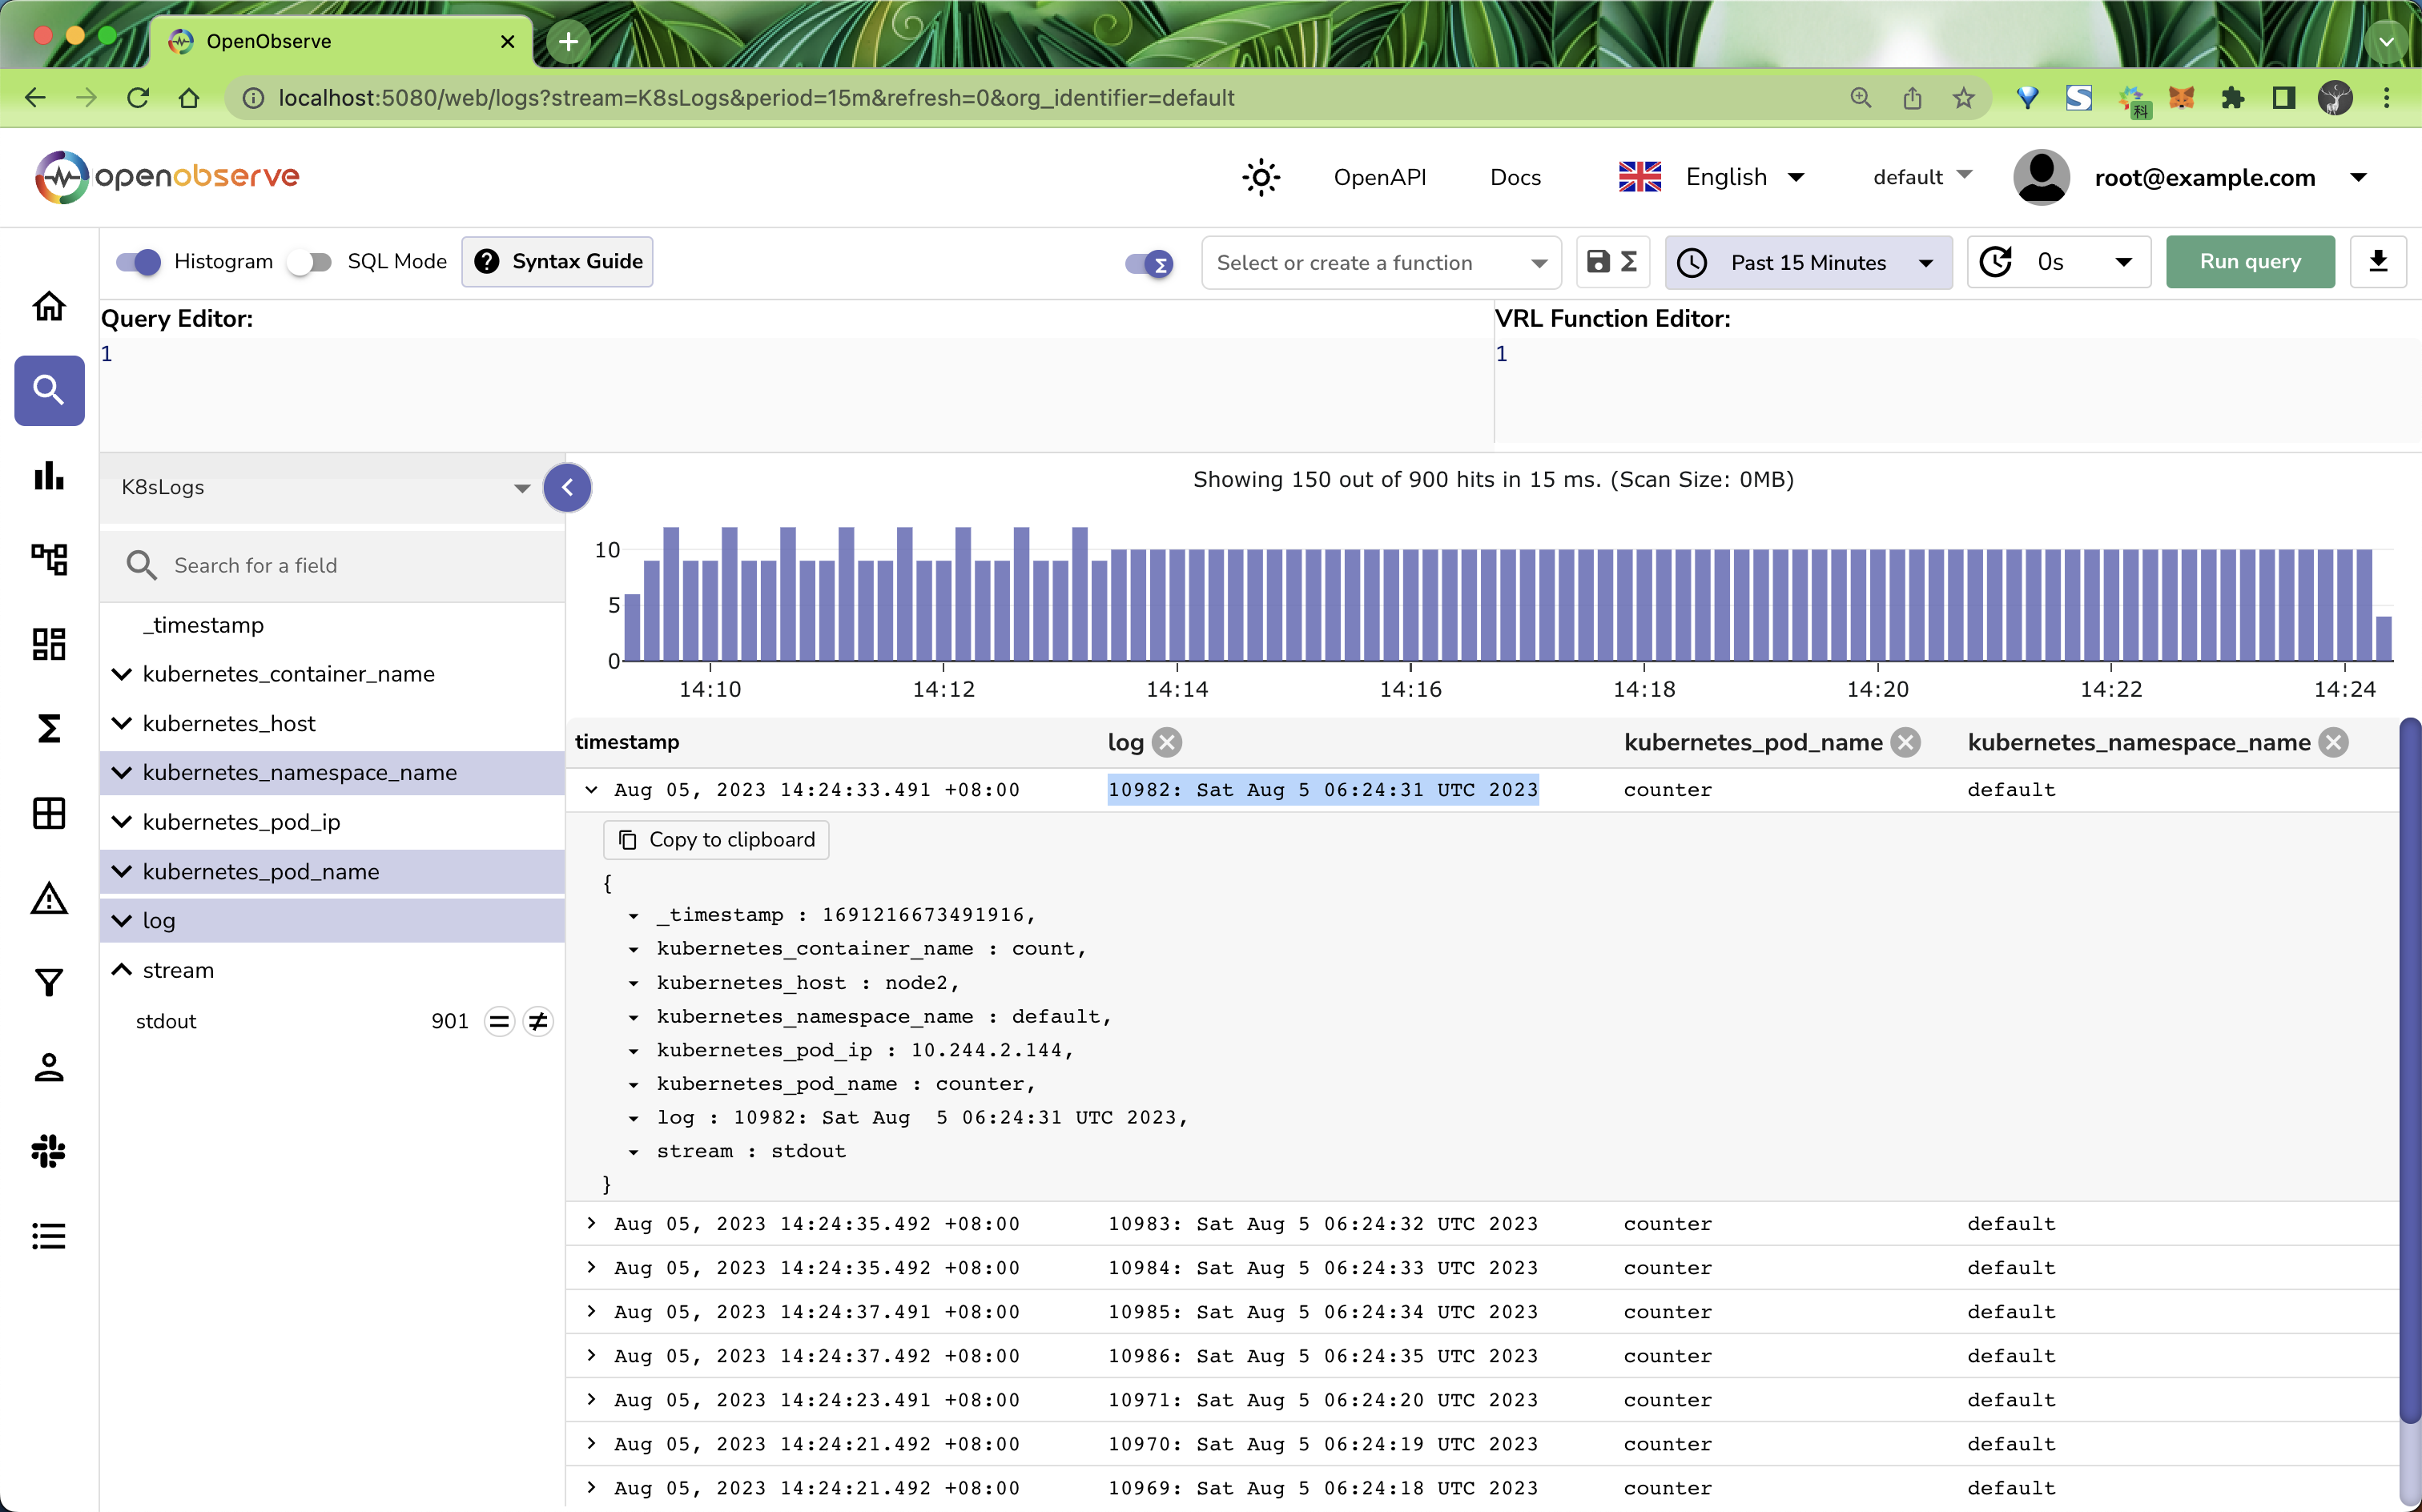 OpenObserve
localhost:5080/web/logs?stream=K8sLogs&period=15m&refresh=0&org_identifier=default
科
openobserve
OpenAPI
Docs
English
default
root@example.com
Histogram
SQL Mode
Syntax Guide
Select or create a function
Past 15 Minutes
0s
Run query
Query Editor:
VRL Function Editor:
1
1
K8sLogs
Search for a field
_timestamp
kubernetes_container_name
kubernetes_host
kubernetes_namespace_name
kubernetes_pod_ip
kubernetes_pod_name
log
stream
stdout 901
Showing 150 out of 900 hits in 15 ms. (Scan Size: 0MB)
10
5
0
14:10 14:12 14:14 14:16 14:18 14:20 14:22 14:24
timestamp log kubernetes_pod_name kubernetes_namespace_name
Aug 05, 2023 14:24:33.491 +08:00 10982: Sat Aug 5 06:24:31 UTC 2023 counter default
Copy to clipboard
{
_timestamp : 1691216673491916,
kubernetes_container_name : count,
kubernetes_host : node2,
kubernetes_namespace_name : default,
kubernetes_pod_ip : 10.244.2.144,
kubernetes_pod_name : counter,
log : 10982: Sat Aug  5 06:24:31 UTC 2023,
stream : stdout
}
Aug 05, 2023 14:24:35.492 +08:00 10983: Sat Aug 5 06:24:32 UTC 2023 counter default
Aug 05, 2023 14:24:35.492 +08:00 10984: Sat Aug 5 06:24:33 UTC 2023 counter default
Aug 05, 2023 14:24:37.491 +08:00 10985: Sat Aug 5 06:24:34 UTC 2023 counter default
Aug 05, 2023 14:24:37.492 +08:00 10986: Sat Aug 5 06:24:35 UTC 2023 counter default
Aug 05, 2023 14:24:23.491 +08:00 10971: Sat Aug 5 06:24:20 UTC 2023 counter default
Aug 05, 2023 14:24:21.492 +08:00 10970: Sat Aug 5 06:24:19 UTC 2023 counter default
Aug 05, 2023 14:24:21.492 +08:00 10969: Sat Aug 5 06:24:18 UTC 2023 counter default